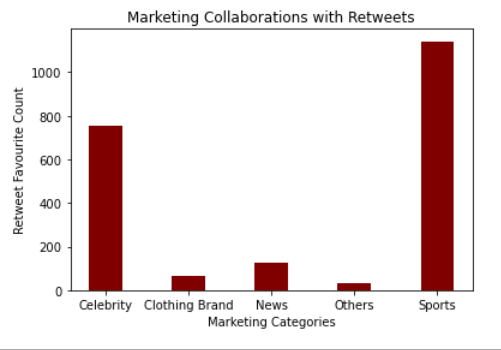 Marketing Collaborations with Retweets
Retweet Favourite Count
1000
800
600
400
200
0
Celebrity Clothing Brand News Others Sports
Marketing Categories